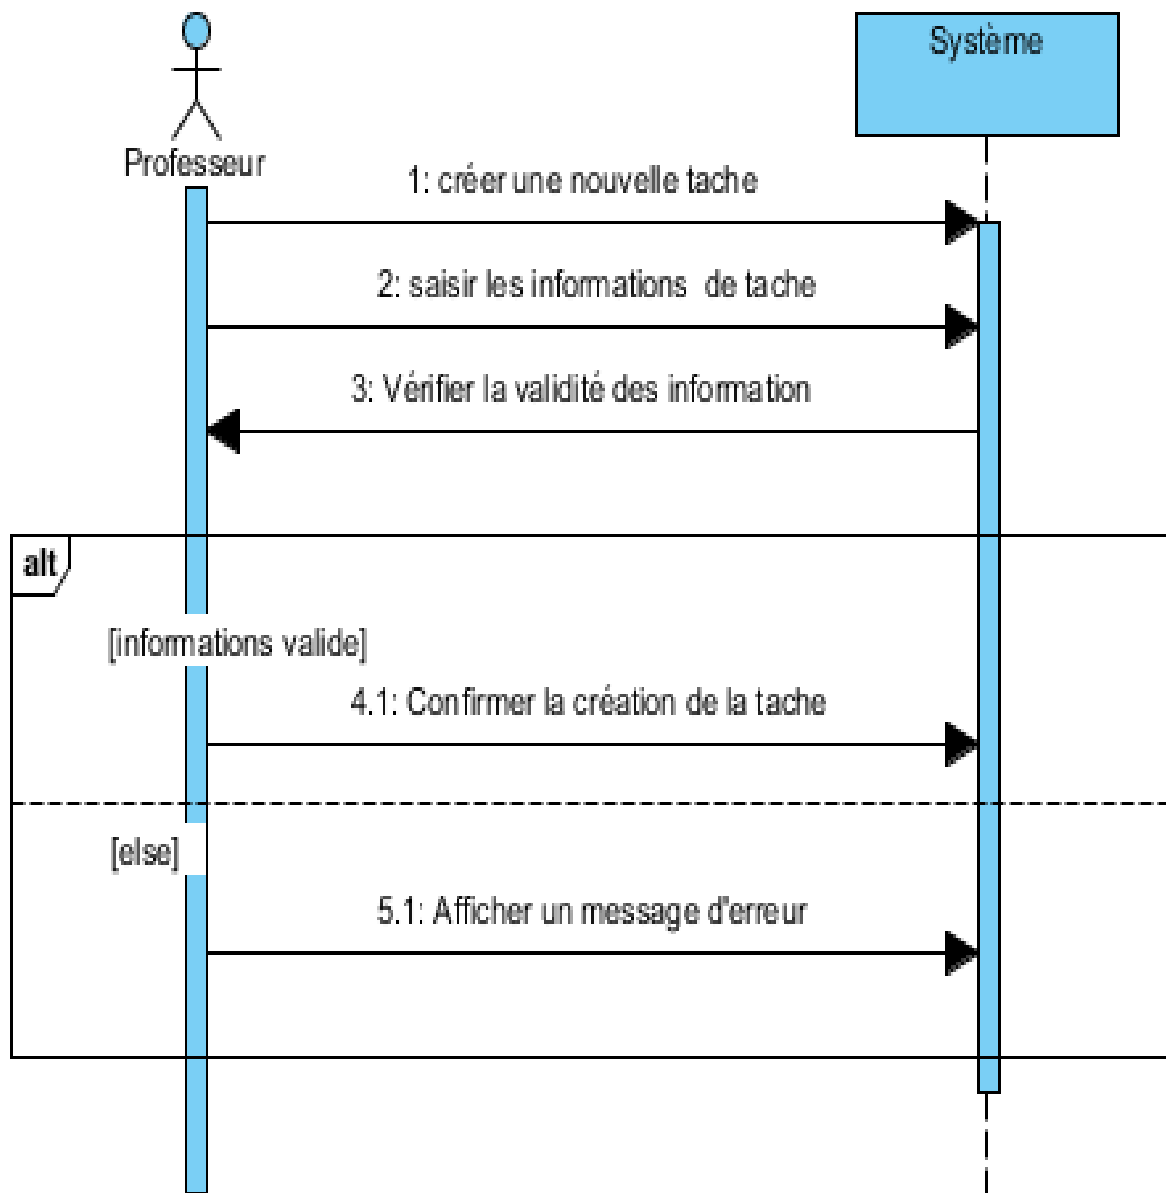 Système
Professeur
1: créer une nouvelle tache
2: saisir les informations de tache
3: Vérifier la validité des information
alt
[informations valide]
4.1: Confirmer la création de la tache
[else]
5.1: Afficher un message d'erreur